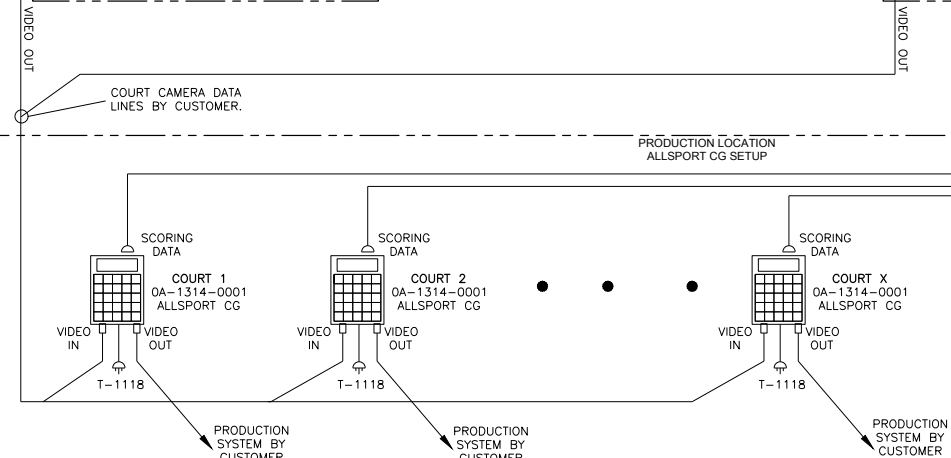 VIDEO OUT
VIDEO OUT
COURT CAMERA DATA
LINES BY CUSTOMER.
PRODUCTION LOCATION
ALLSPORT CG SETUP
SCORING
DATA
COURT 1
0A-1314-0001
ALLSPORT CG
VIDEO
IN
VIDEO
OUT
T-1118
PRODUCTION
SYSTEM BY
CUSTOMER
SCORING
DATA
COURT 2
0A-1314-0001
ALLSPORT CG
VIDEO
IN
VIDEO
OUT
T-1118
PRODUCTION
SYSTEM BY
CUSTOMER
SCORING
DATA
COURT X
0A-1314-0001
ALLSPORT CG
VIDEO
IN
VIDEO
OUT
T-1118
PRODUCTION
SYSTEM BY
CUSTOMER